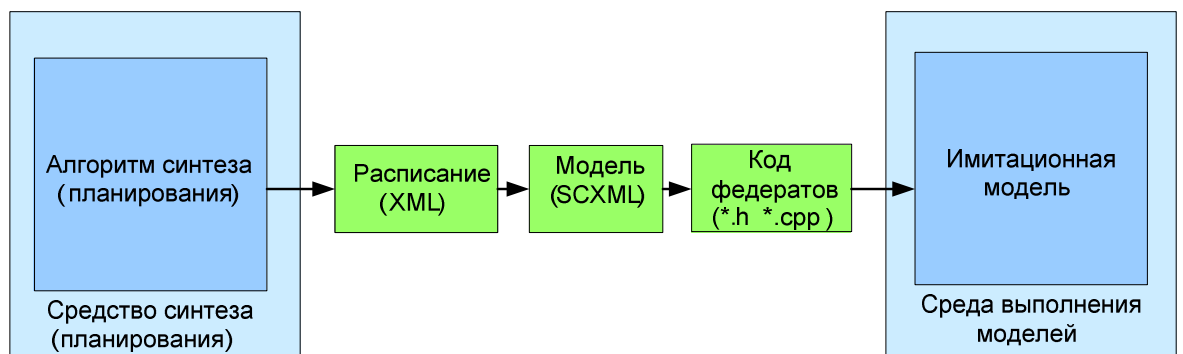 Алгоритм синтеза
(планирования)
Средство синтеза
(планирования)
Расписание
(XML)
Модель
(SCXML)
Код
федератов
(*.h *.cpp )
Имитационная
модель
Среда выполнения
моделей